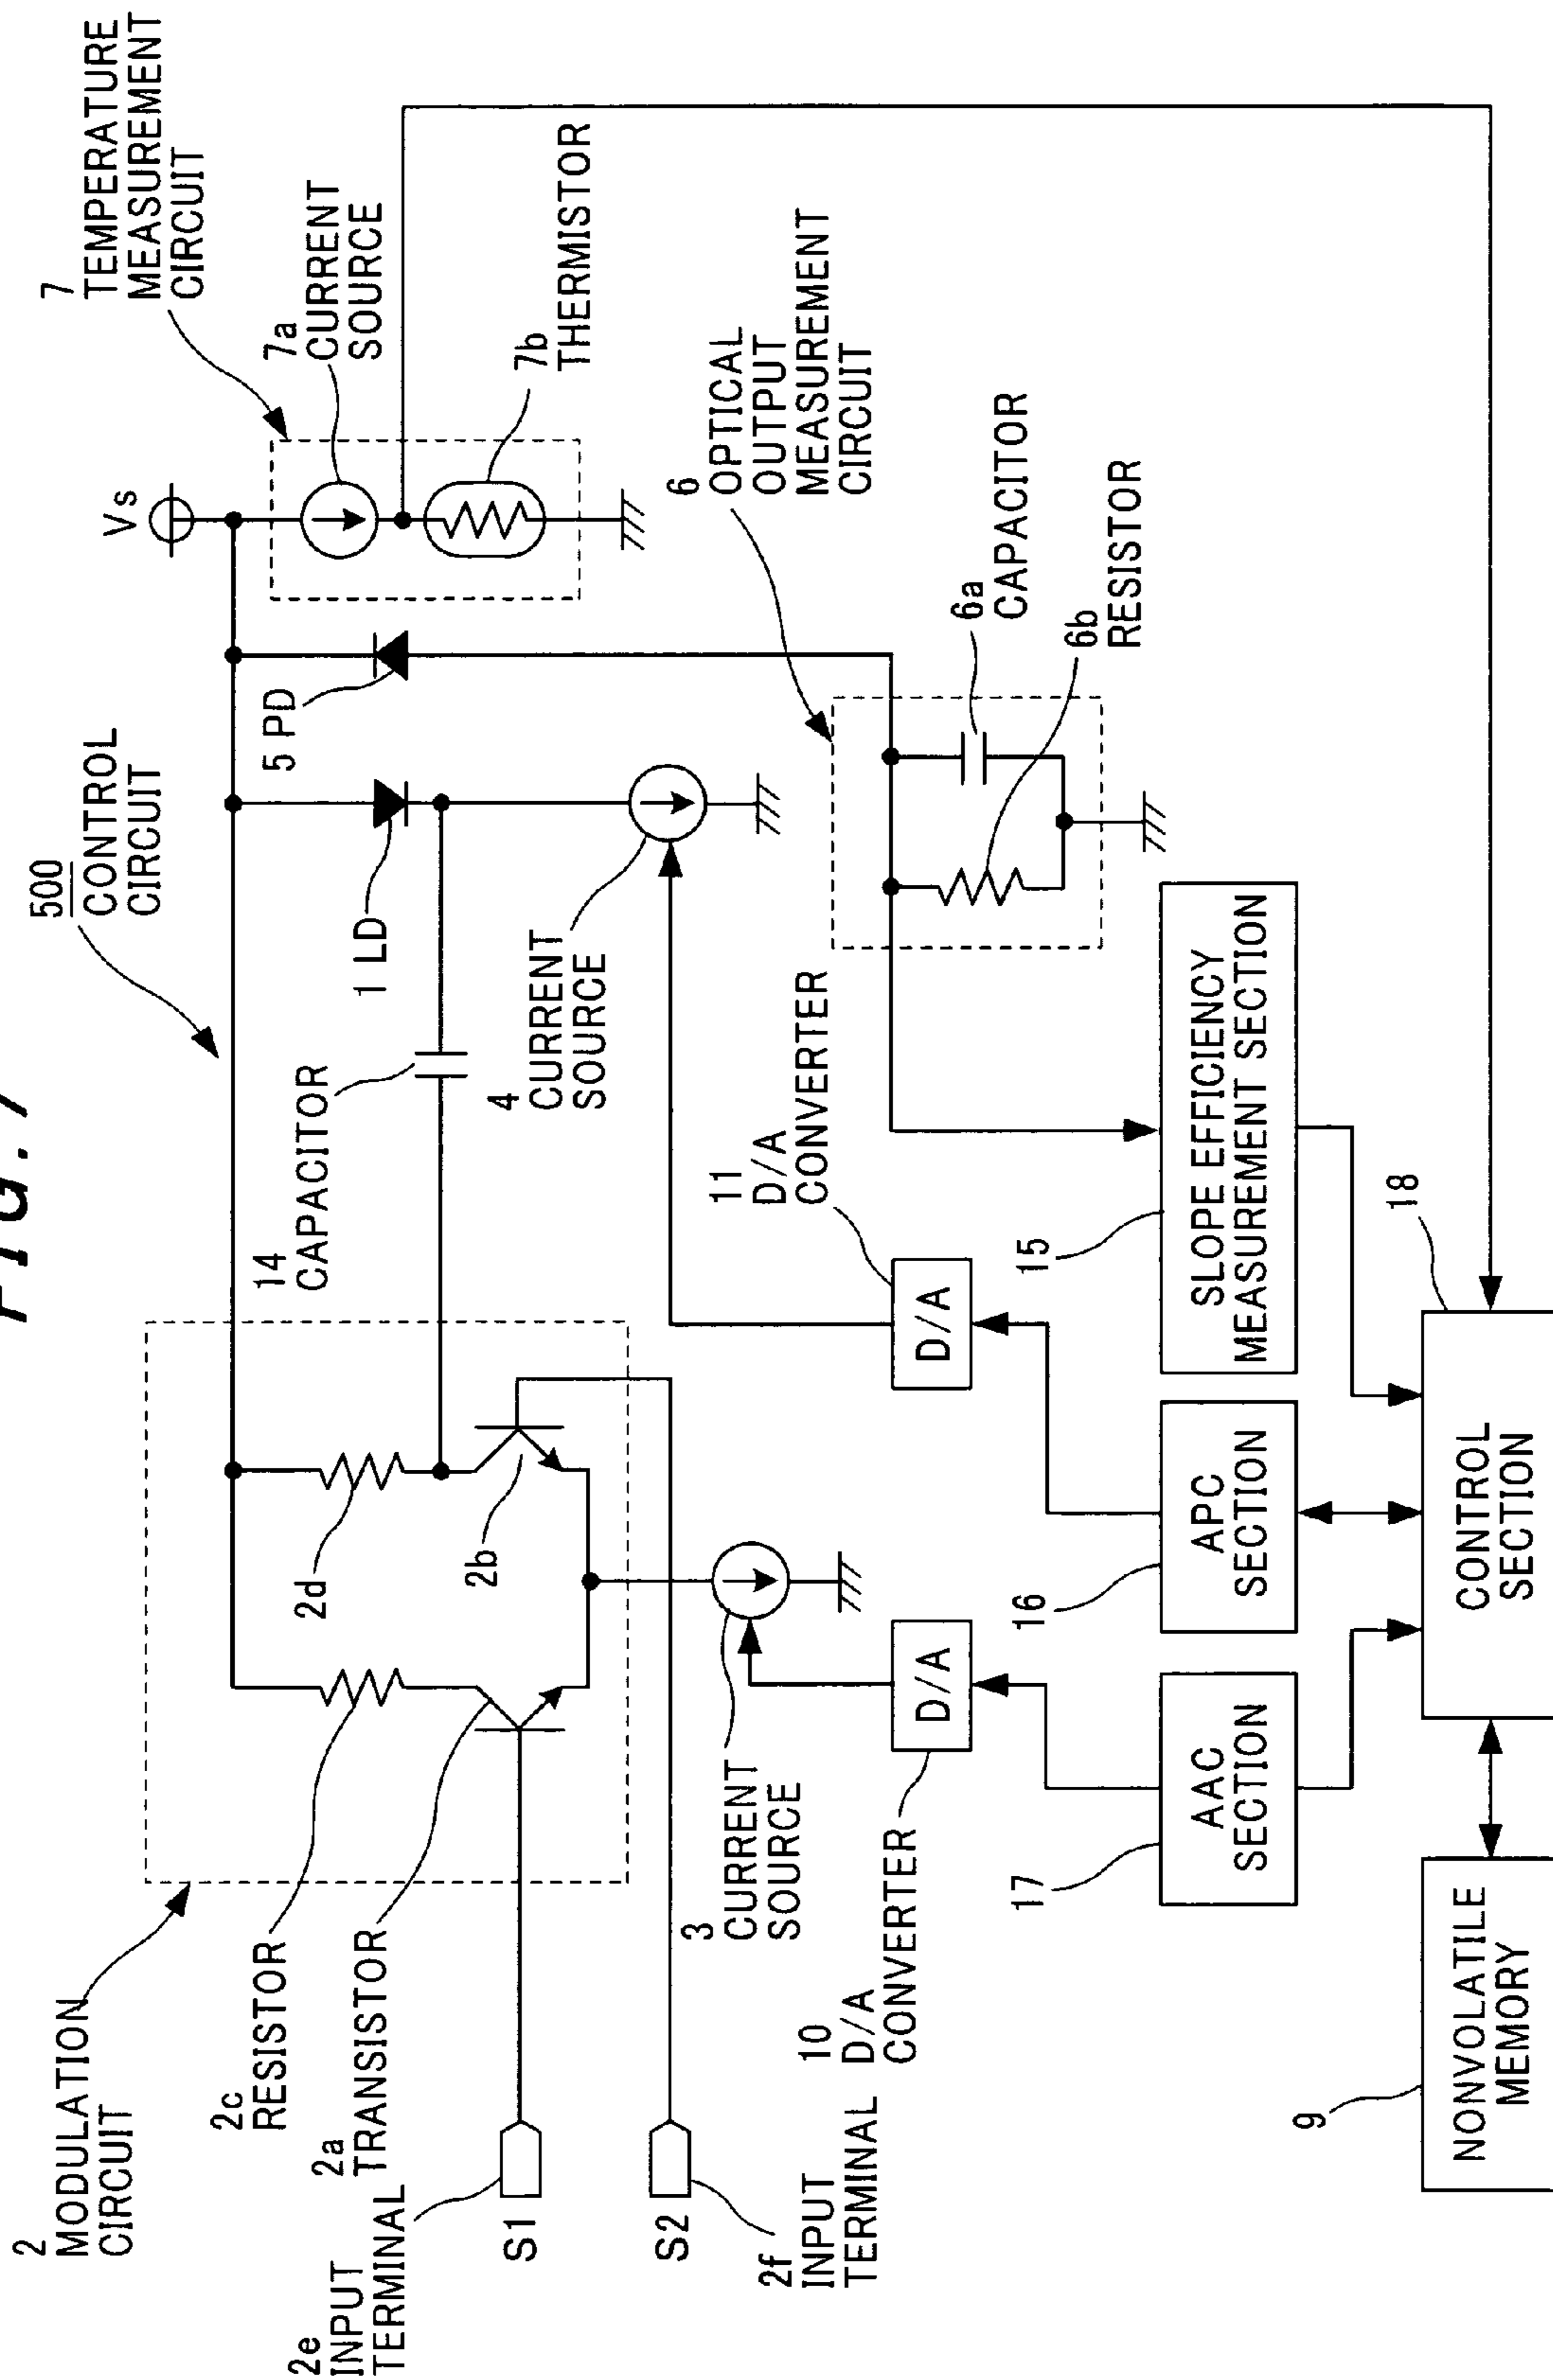 FIG. 7
500 CONTROL
CIRCUIT
2
MODULATION
CIRCUIT
2c
RESISTOR
2a
TRANSISTOR
2e
INPUT
TERMINAL
S1
S2
2f
INPUT
TERMINAL
2d
2b
14
CAPACITOR
1 LD
5 PD
Vs
7
TEMPERATURE
MEASUREMENT
CIRCUIT
7a
CURRENT
SOURCE
7b
THERMISTOR
4
CURRENT
SOURCE
3
CURRENT
SOURCE
6
OPTICAL
OUTPUT
MEASUREMENT
CIRCUIT
6a
CAPACITOR
6b
RESISTOR
10
D/A
CONVERTER
D/A
11
D/A
CONVERTER
D/A
17
AAC
SECTION
16
APC
SECTION
15
SLOPE EFFICIENCY
MEASUREMENT SECTION
9
NONVOLATILE
MEMORY
18
CONTROL
SECTION